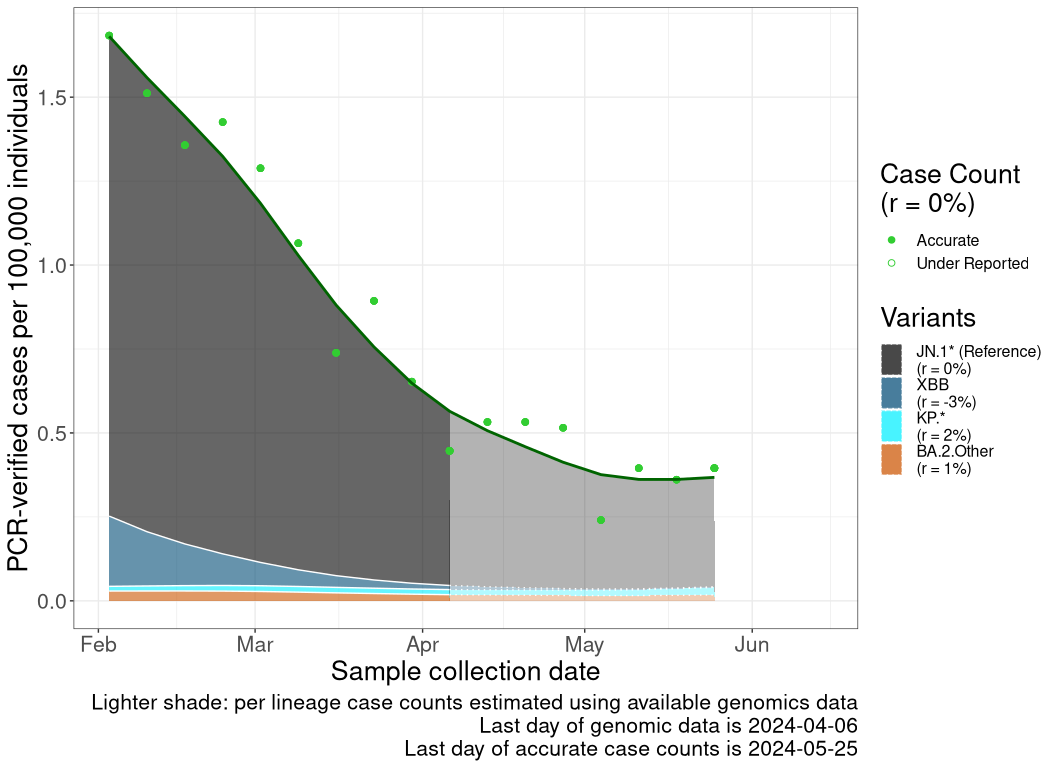 PCR-verified cases per 100,000 individuals
1.5
1.0
0.5
0.0
Feb Mar Apr May Jun
Sample collection date
Lighter shade: per lineage case counts estimated using available genomics data
Last day of genomic data is 2024-04-06
Last day of accurate case counts is 2024-05-25
Case Count
(r = 0%)
Accurate
Under Reported
Variants
JN.1* (Reference)
(r = 0%)
XBB
(r = -3%)
KP.*
(r = 2%)
BA.2.Other
(r = 1%)